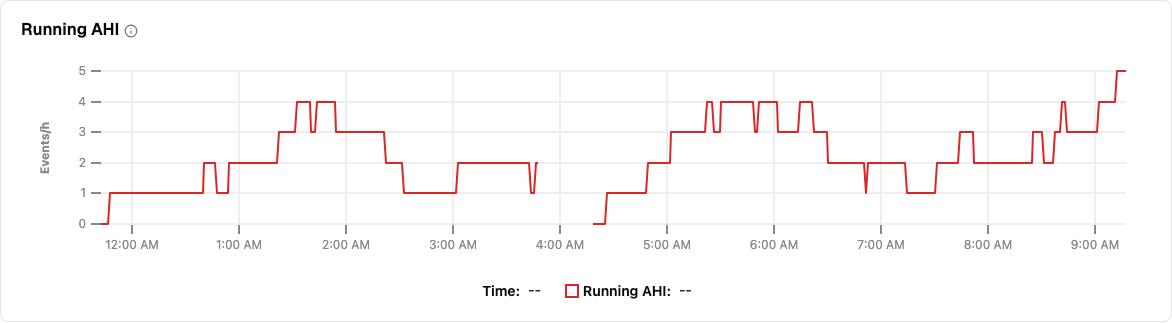 Running AHI
5
4
3
2
1
0
Events/h
12:00 AM 1:00 AM 2:00 AM 3:00 AM 4:00 AM 5:00 AM 6:00 AM 7:00 AM 8:00 AM 9:00 AM
Time: -- Running AHI: --